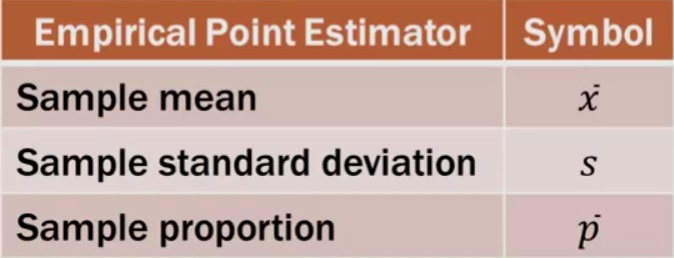 Empirical Point Estimator Symbol
Sample mean x̄
Sample standard deviation s
Sample proportion p̄